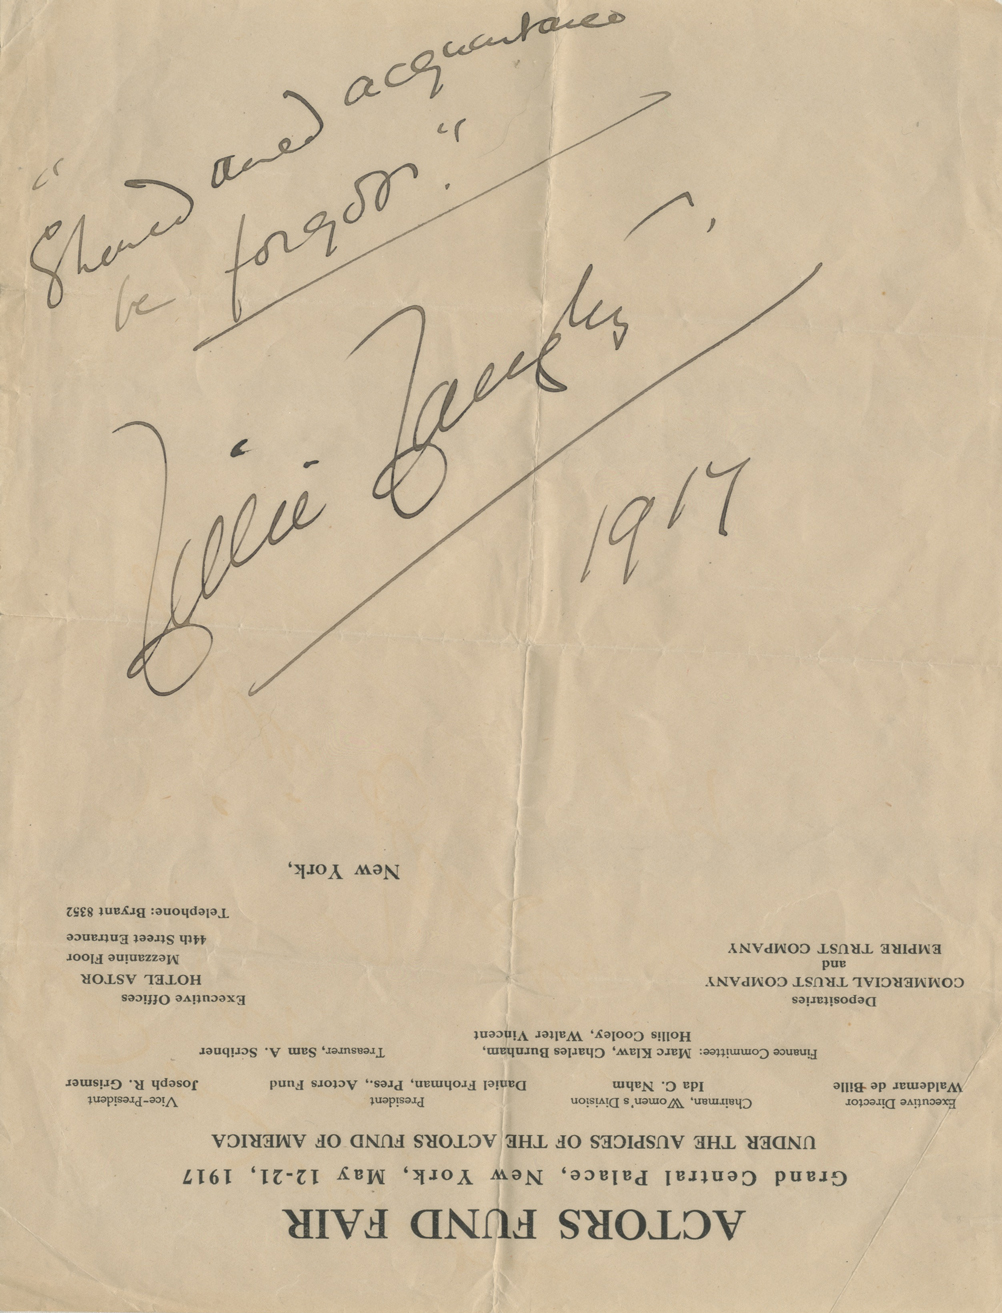 "Should auld acquaintance
be forgot."
Lillie Langtry
1917
ACTORS FUND FAIR
Grand Central Palace, New York, May 12-21, 1917
UNDER THE AUSPICES OF THE ACTORS FUND OF AMERICA
Executive Director
Waldemar de Bille
Chairman, Women's Division
Ida C. Nahm
President
Daniel Frohman, Pres., Actors Fund
Vice-President
Joseph R. Grismer
Finance Committee: Marc Klaw, Charles Burnham,
Hollis Cooley, Walter Vincent
Treasurer, Sam A. Scribner
Depositaries
COMMERCIAL TRUST COMPANY
and
EMPIRE TRUST COMPANY
Executive Offices
HOTEL ASTOR
Mezzanine Floor
44th Street Entrance
Telephone: Bryant 8352
New York,